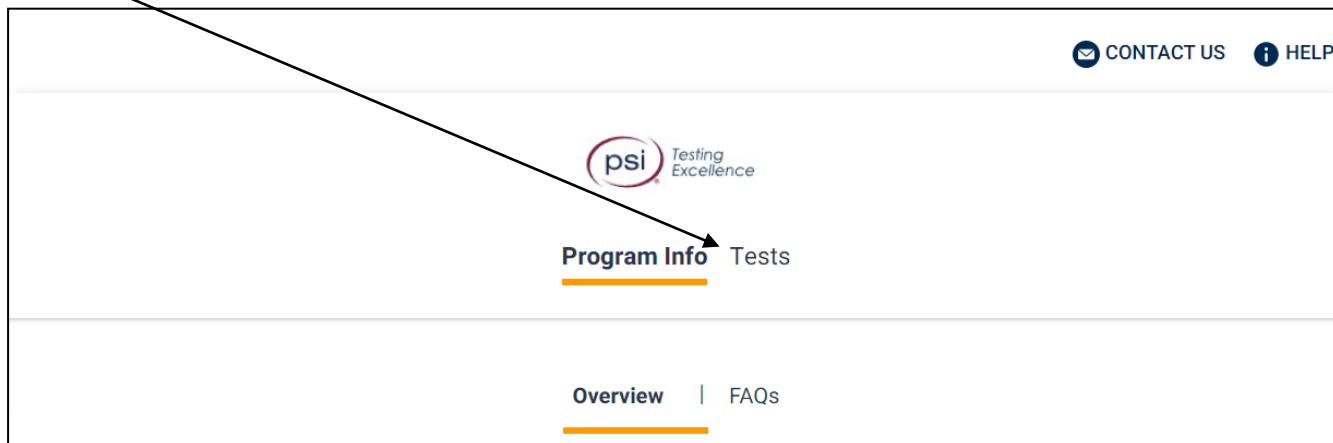 CONTACT US HELP
psi Testing
Excellence
Program Info Tests
Overview | FAQs